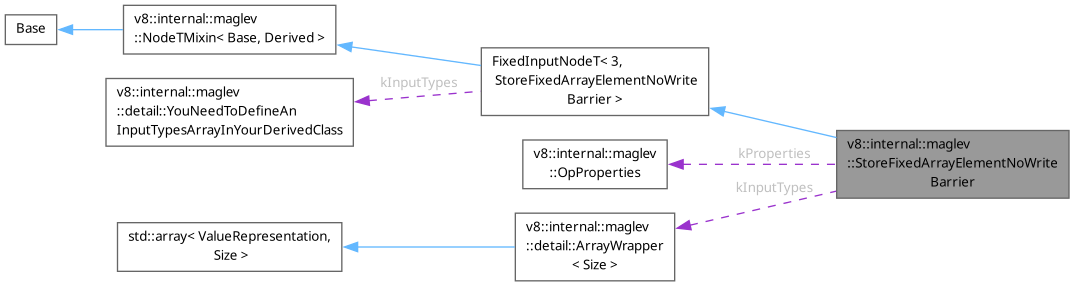 Base
v8::internal::maglev
::NodeTMixin< Base, Derived >
kInputTypes
v8::internal::maglev
::detail::YouNeedToDefineAn
InputTypesArrayInYourDerivedClass
FixedInputNodeT< 3,
StoreFixedArrayElementNoWrite
Barrier >
v8::internal::maglev
::OpProperties
kProperties
kInputTypes
v8::internal::maglev
::StoreFixedArrayElementNoWrite
Barrier
std::array< ValueRepresentation,
Size >
v8::internal::maglev
::detail::ArrayWrapper
< Size >